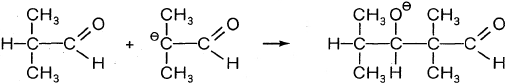 CH₃ O CH₃ O CH₃ O⊖ CH₃ O
H–C–C + ⊖C–C → H–C–C–C–C
CH₃ H CH₃ H CH₃ H CH₃ H